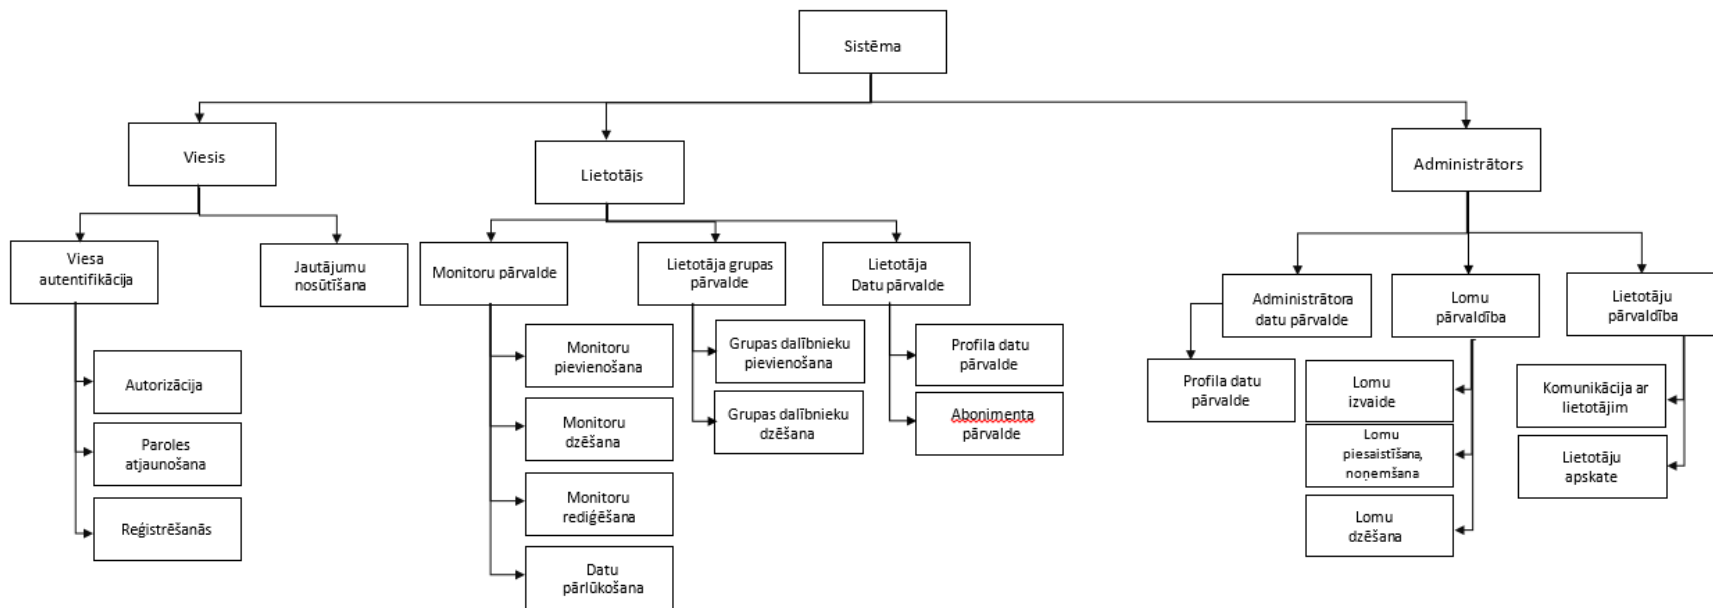 Sistēma
Viesis
Lietotājs
Administrātors
Viesa
autentifikācija
Jautājumu
nosūtīšana
Monitoru pārvalde
Lietotāja grupas
pārvalde
Lietotāja
Datu pārvalde
Administrātora
datu pārvalde
Lomu
pārvaldība
Lietotāju
pārvaldība
Autorizācija
Paroles
atjaunošana
Reģistrēšanās
Monitoru
pievienošana
Monitoru
dzēšana
Monitoru
rediģēšana
Datu
pārlūkošana
Grupas dalībnieku
pievienošana
Grupas dalībnieku
dzēšana
Profila datu
pārvalde
Abonimenta
pārvalde
Profila datu
pārvalde
Lomu
izvaide
Lomu
piesaistīšana,
noņemšana
Lomu
dzēšana
Komunikācija ar
lietotājim
Lietotāju
apskate